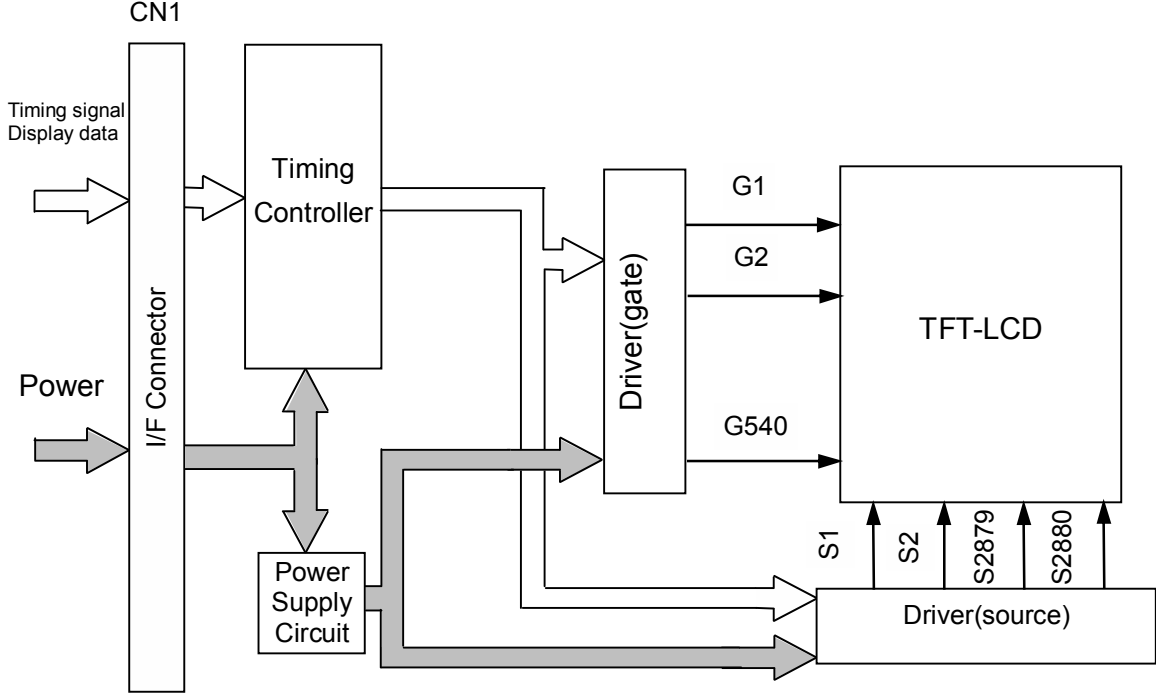 CN1
Timing signal
Display data
Power
I/F Connector
Timing
Controller
Power
Supply
Circuit
Driver(gate)
G1
G2
G540
TFT-LCD
S1
S2
S2879
S2880
Driver(source)